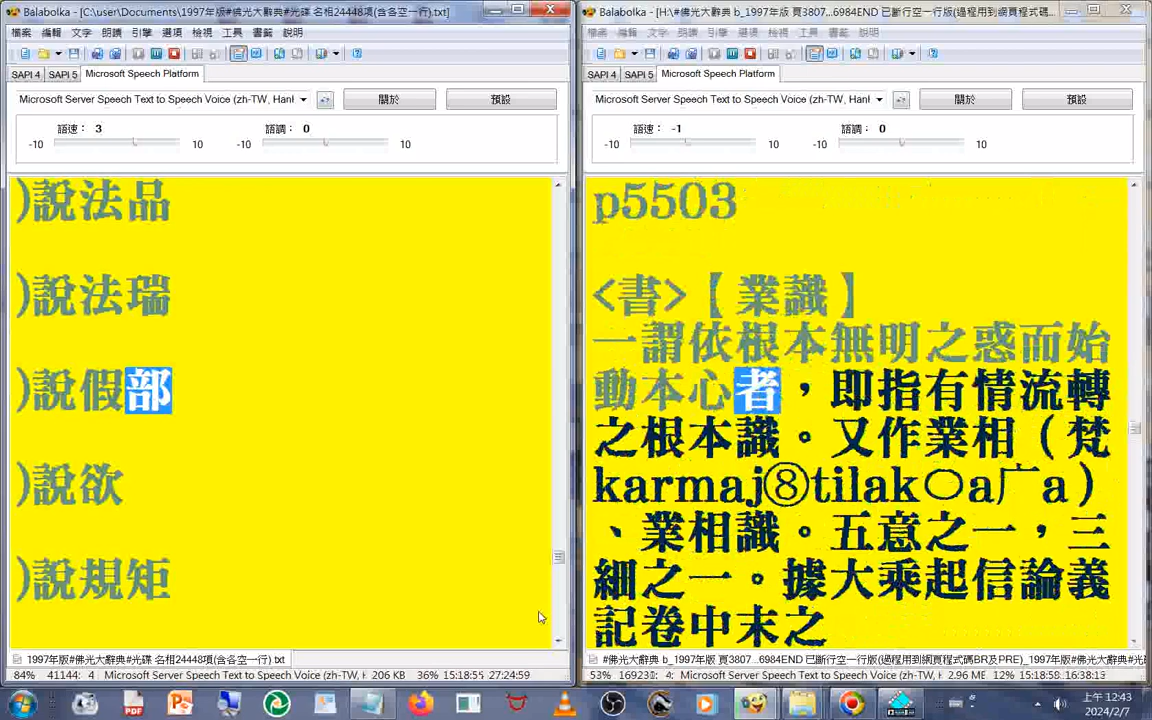 Balabolka - [C:\user\Documents\1997年版#佛光大辭典#光碟 名相24448項(含各空一行).txt]
檔案 編輯 文字 朗讀 引擎 選項 檢視 工具 書籤 說明
SAPI 4 SAPI 5 Microsoft Speech Platform
Microsoft Server Speech Text to Speech Voice (zh-TW, Hanl
關於
預設
語速： 3
語調： 0
-10 10 -10 10
)說法品
)說法瑞
)說假部
)說欲
)說規矩
1997年版#佛光大辭典#光碟 名相24448項(含各空一行).txt
84% 41144: 4 Microsoft Speech Platform Microsoft Server Speech Text to Speech Voice (zh-TW, H 206 KB 36% 15:18:55 27:24:59
Balabolka - [H:\#佛光大辭典 b_1997年版 頁3807...6984END 已斷行空一行版(過程用到網頁程式碼
檔案 編輯 文字 朗讀 引擎 選項 檢視 工具 書籤 說明
SAPI 4 SAPI 5 Microsoft Speech Platform
Microsoft Server Speech Text to Speech Voice (zh-TW, Hanl
關於
預設
語速： -1
語調： 0
-10 10 -10 10
p5503
<書>【 業識 】
一謂依根本無明之惑而始
動本心者，即指有情流轉
之根本識。又作業相（梵
karmaj⑧tilak○a广a）
、業相識。五意之一，三
細之一。據大乘起信論義
記卷中末之
#佛光大辭典 b_1997年版 頁3807...6984END 已斷行空一行版(過程用到網頁程式碼BR及PRE)_1997年版#光
53% 169230: 4 Microsoft Speech Platform Microsoft Server Speech Text to Speech Voice (zh-TW, H 2.96 MB 12% 15:18:58 16:38:19
PDF
上午 12:43
2024/2/7